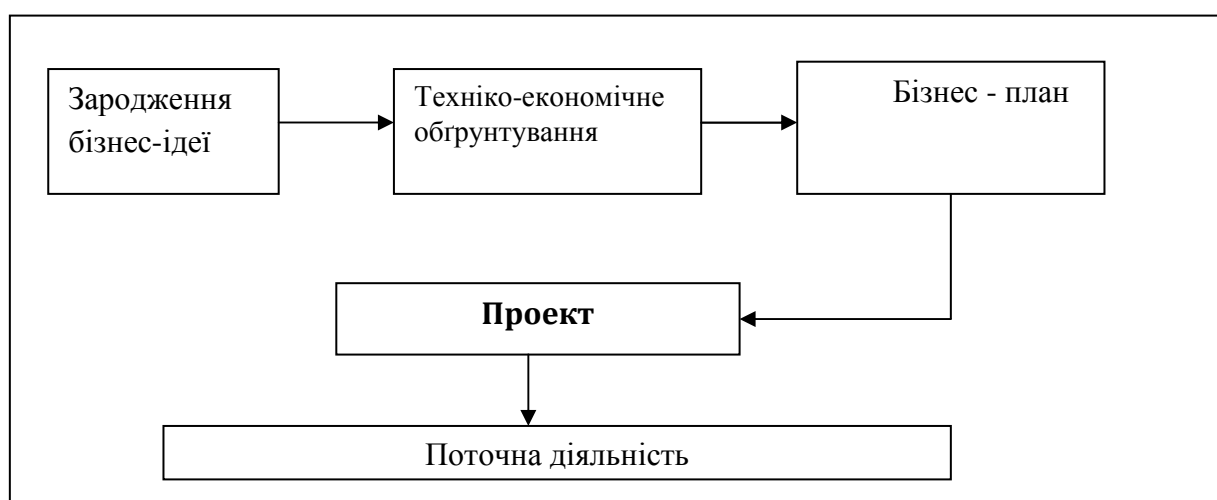 Зародження
бізнес-ідеї
Техніко-економічне
обґрунтування
Бізнес - план
Проект
Поточна діяльність